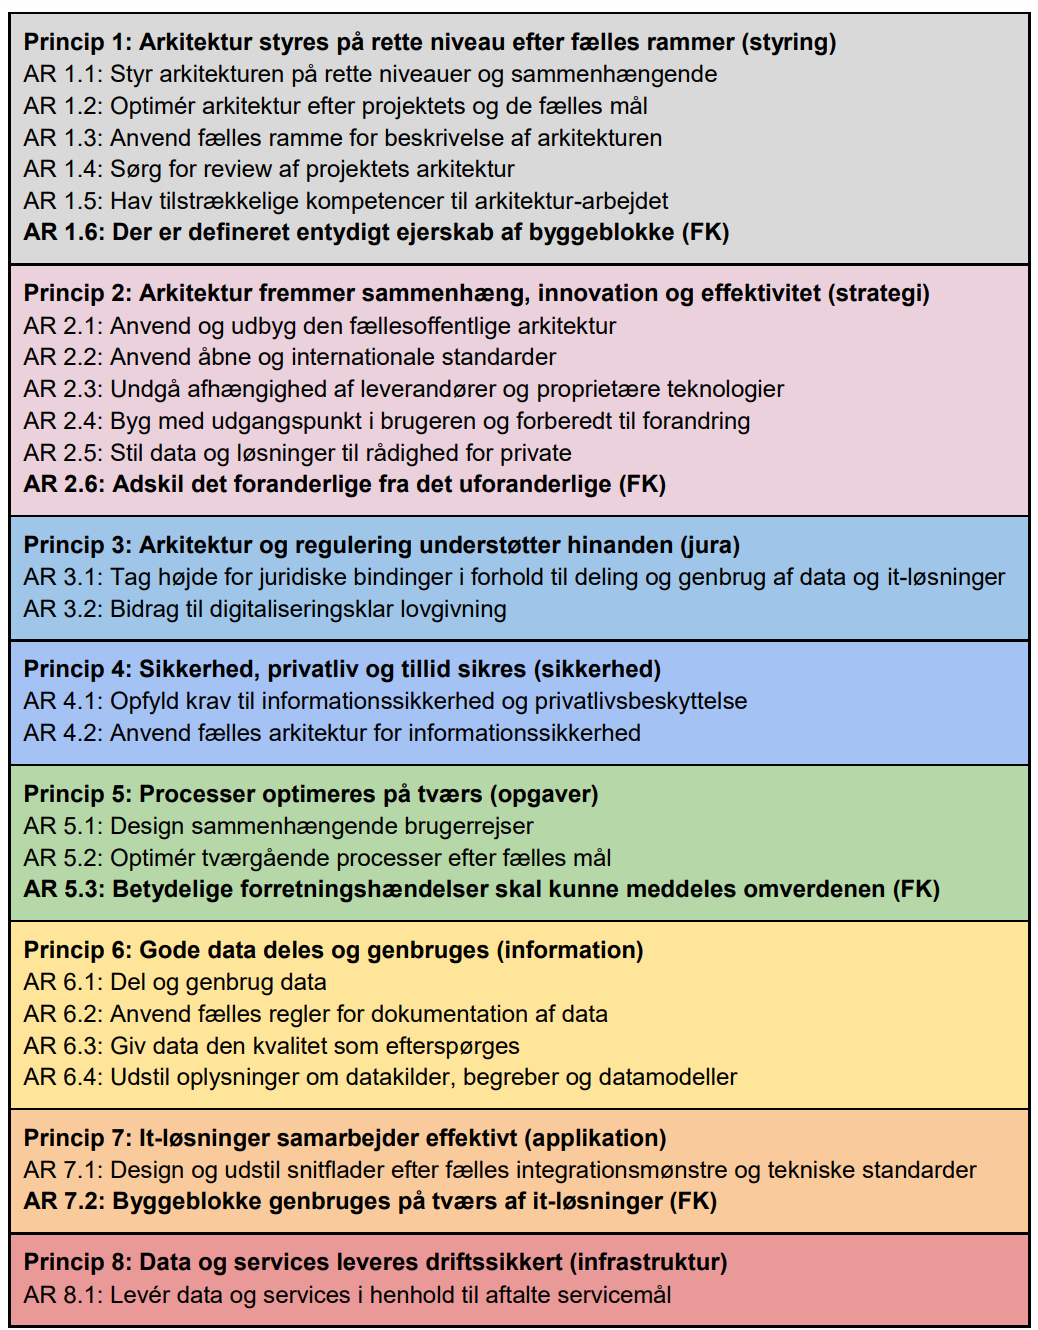 Princip 1: Arkitektur styres på rette niveau efter fælles rammer (styring)
AR 1.1: Styr arkitekturen på rette niveauer og sammenhængende
AR 1.2: Optimér arkitektur efter projektets og de fælles mål
AR 1.3: Anvend fælles ramme for beskrivelse af arkitekturen
AR 1.4: Sørg for review af projektets arkitektur
AR 1.5: Hav tilstrækkelige kompetencer til arkitektur-arbejdet
AR 1.6: Der er defineret entydigt ejerskab af byggeblokke (FK)
Princip 2: Arkitektur fremmer sammenhæng, innovation og effektivitet (strategi)
AR 2.1: Anvend og udbyg den fællesoffentlige arkitektur
AR 2.2: Anvend åbne og internationale standarder
AR 2.3: Undgå afhængighed af leverandører og proprietære teknologier
AR 2.4: Byg med udgangspunkt i brugeren og forberedt til forandring
AR 2.5: Stil data og løsninger til rådighed for private
AR 2.6: Adskil det foranderlige fra det uforanderlige (FK)
Princip 3: Arkitektur og regulering understøtter hinanden (jura)
AR 3.1: Tag højde for juridiske bindinger i forhold til deling og genbrug af data og it-løsninger
AR 3.2: Bidrag til digitaliseringsklar lovgivning
Princip 4: Sikkerhed, privatliv og tillid sikres (sikkerhed)
AR 4.1: Opfyld krav til informationssikkerhed og privatlivsbeskyttelse
AR 4.2: Anvend fælles arkitektur for informationssikkerhed
Princip 5: Processer optimeres på tværs (opgaver)
AR 5.1: Design sammenhængende brugerrejser
AR 5.2: Optimér tværgående processer efter fælles mål
AR 5.3: Betydelige forretningshændelser skal kunne meddeles omverdenen (FK)
Princip 6: Gode data deles og genbruges (information)
AR 6.1: Del og genbrug data
AR 6.2: Anvend fælles regler for dokumentation af data
AR 6.3: Giv data den kvalitet som efterspørges
AR 6.4: Udstil oplysninger om datakilder, begreber og datamodeller
Princip 7: It-løsninger samarbejder effektivt (applikation)
AR 7.1: Design og udstil snitflader efter fælles integrationsmønstre og tekniske standarder
AR 7.2: Byggeblokke genbruges på tværs af it-løsninger (FK)
Princip 8: Data og services leveres driftssikkert (infrastruktur)
AR 8.1: Levér data og services i henhold til aftalte servicemål